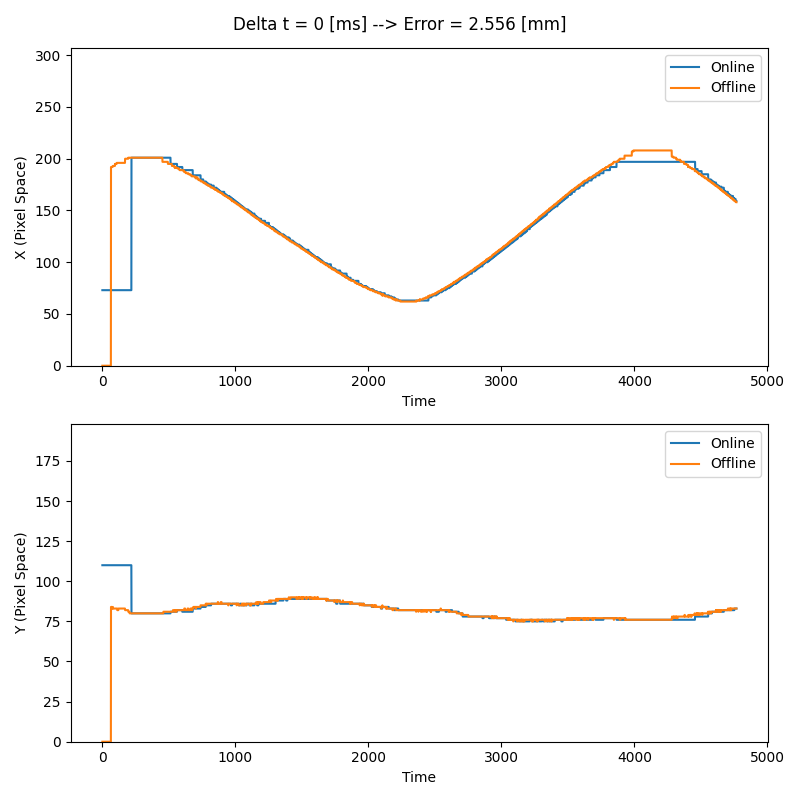 Delta t = 0 [ms] --> Error = 2.556 [mm]
300
250
200
150
100
50
0
X (Pixel Space)
Online
Offline
0 1000 2000 3000 4000 5000
Time
175
150
125
100
75
50
25
0
Y (Pixel Space)
Online
Offline
0 1000 2000 3000 4000 5000
Time